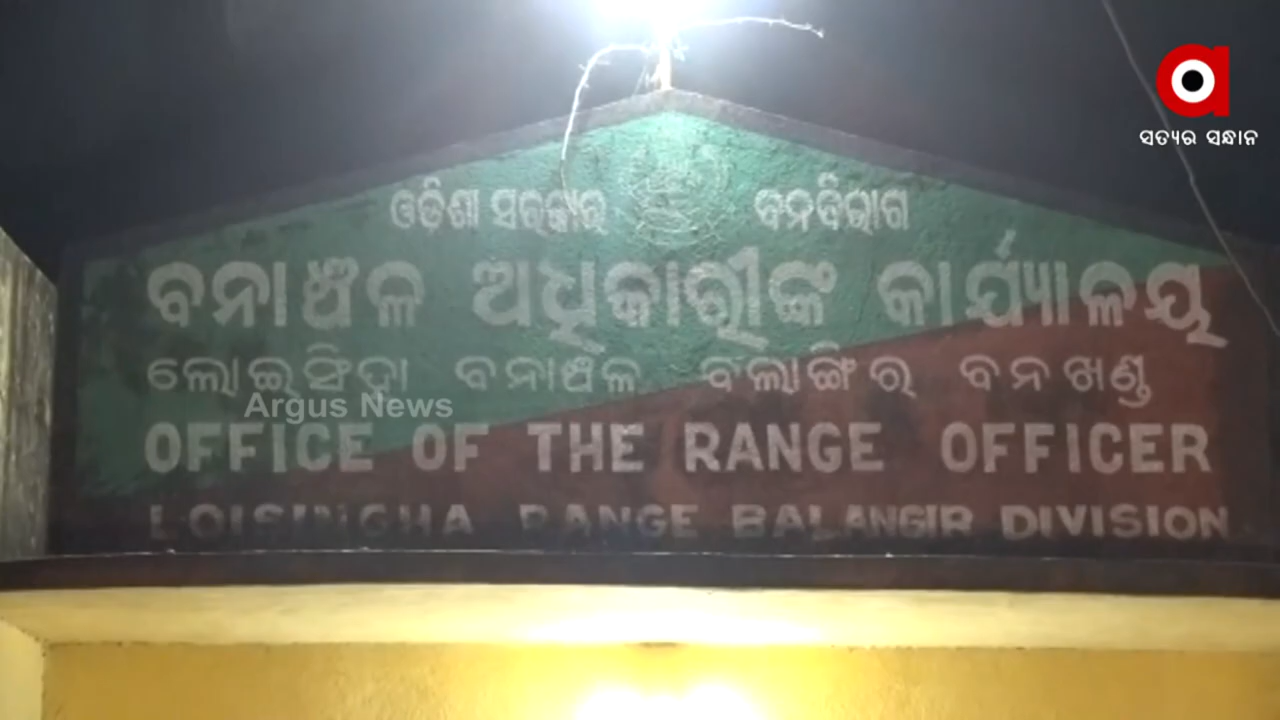 ସତ୍ୟର ସନ୍ଧାନ
ଓଡିଶା ସରକାର ବନବିଭାଗ
ବନାଞ୍ଚଳ ଅଧିକାରୀଙ୍କ କାର୍ଯ୍ୟାଳୟ
ଲୋଇସିଂହା ବନାଞ୍ଚଳ ବଲାଙ୍ଗିର ବନଖଣ୍ଡ
Argus News
OFFICE OF THE RANGE OFFICER
LOISINGHA RANGE BALANGIR DIVISION